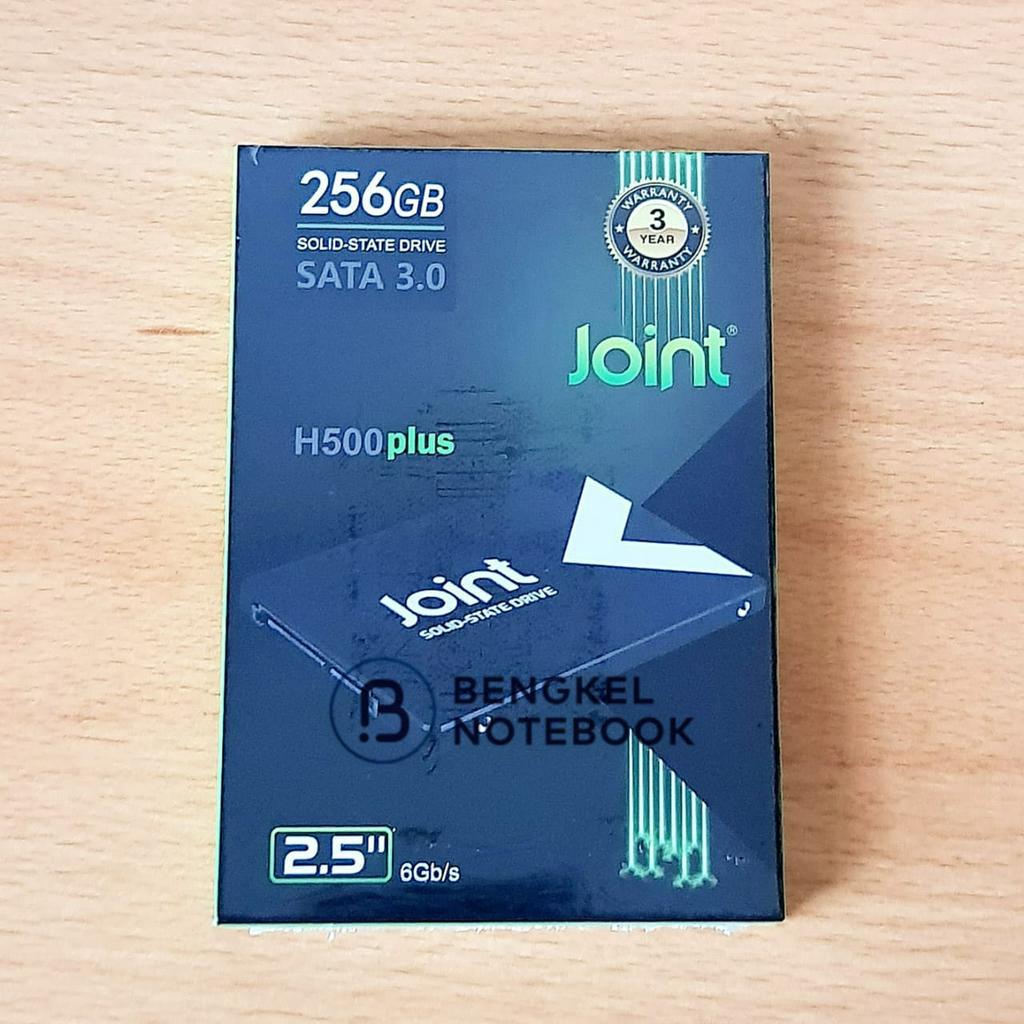 256GB
SOLID-STATE DRIVE
SATA 3.0
WARRANTY
3
YEAR
WARRANTY
Joint®
H500plus
Joint
SOLID-STATE DRIVE
B BENGKEL
NOTEBOOK
2.5"
6Gb/s